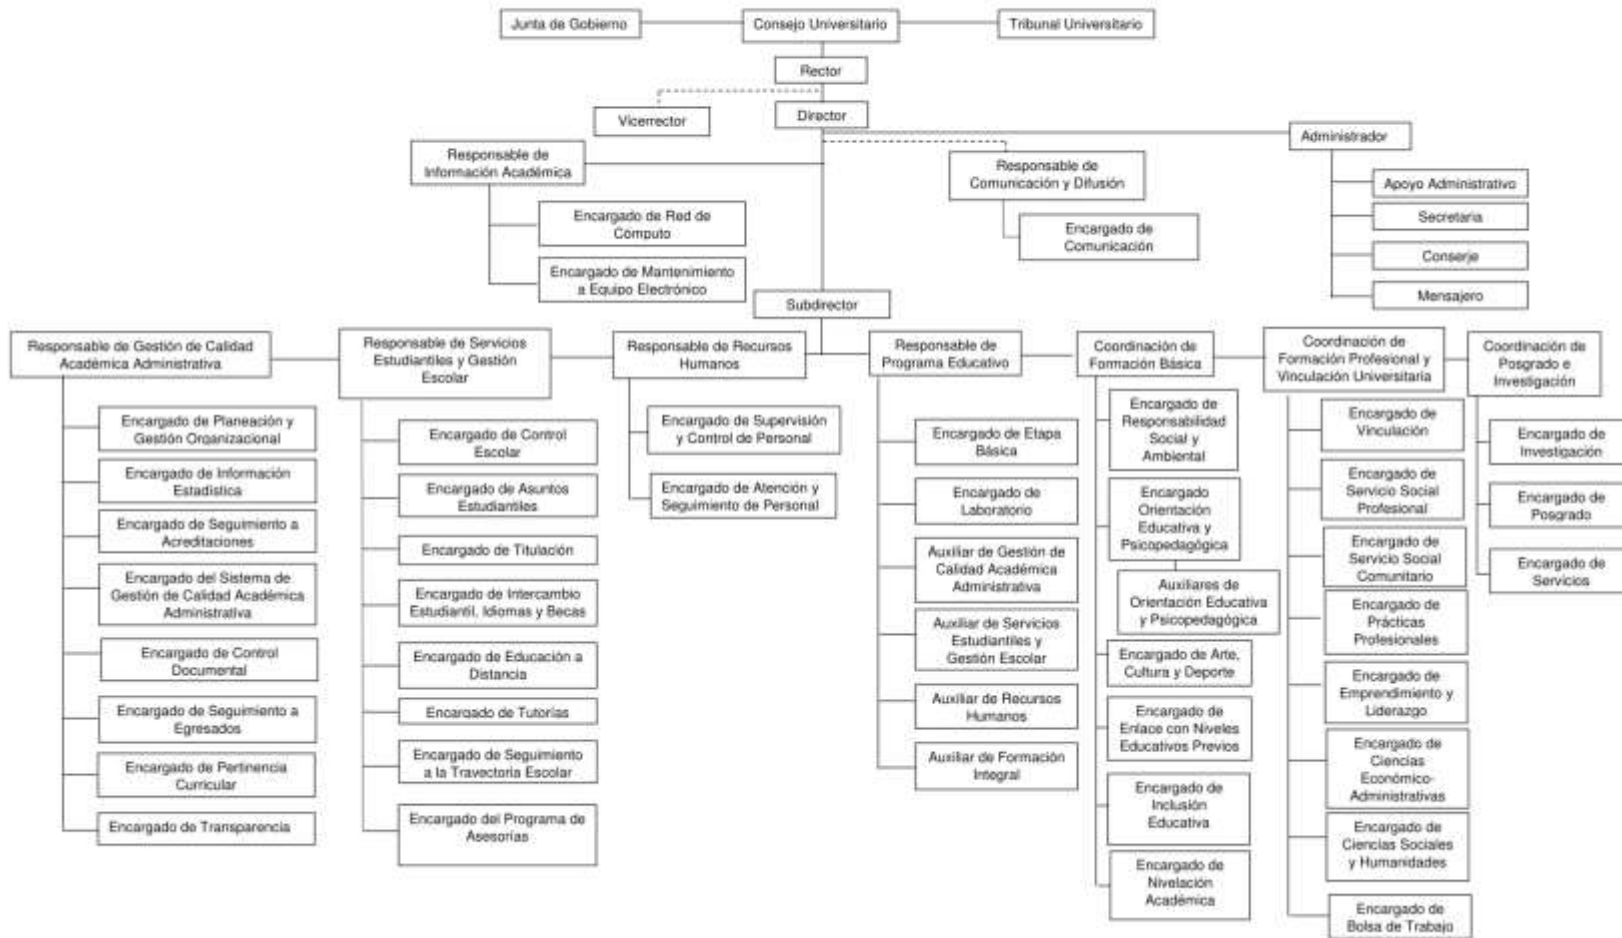 Junta de Gobierno
Consejo Universitario
Tribunal Universitario
Rector
Vicerrector
Director
Administrador
Responsable de
Información Académica
Responsable de
Comunicación y Difusión
Apoyo Administrativo
Secretaria
Conserje
Mensajero
Encargado de Red de
Cómputo
Encargado de Mantenimiento
a Equipo Electrónico
Encargado de
Comunicación
Subdirector
Responsable de Gestión de Calidad
Académica Administrativa
Encargado de Planeación y
Gestión Organizacional
Encargado de Información
Estadística
Encargado de Seguimiento a
Acreditaciones
Encargado del Sistema de
Gestión de Calidad Académica
Administrativa
Encargado de Control
Documental
Encargado de Seguimiento a
Egresados
Encargado de Pertinencia
Curricular
Encargado de Transparencia
Responsable de Servicios
Estudiantiles y Gestión
Escolar
Encargado de Control
Escolar
Encargado de Asuntos
Estudiantiles
Encargado de Titulación
Encargado de Intercambio
Estudiantil, Idiomas y Becas
Encargado de Educación a
Distancia
Encargado de Tutorías
Encargado de Seguimiento
a la Trayectoria Escolar
Encargado del Programa de
Asesorías
Responsable de Recursos
Humanos
Encargado de Supervisión
y Control de Personal
Encargado de Atención y
Seguimiento de Personal
Responsable de
Programa Educativo
Encargado de Etapa
Básica
Encargado de
Laboratorio
Auxiliar de Gestión de
Calidad Académica
Administrativa
Auxiliar de Servicios
Estudiantiles y
Gestión Escolar
Auxiliar de Recursos
Humanos
Auxiliar de Formación
Integral
Coordinación de
Formación Básica
Encargado de
Responsabilidad
Social y
Ambiental
Encargado
Orientación
Educativa y
Psicopedagógica
Auxiliares de
Orientación Educativa
y Psicopedagógica
Encargado de Arte,
Cultura y Deporte
Encargado de
Enlace con Niveles
Educativos Previos
Encargado de
Inclusión
Educativa
Encargado de
Nivelación
Académica
Coordinación de
Formación Profesional y
Vinculación Universitaria
Encargado de
Vinculación
Encargado de
Servicio Social
Profesional
Encargado de
Servicio Social
Comunitario
Encargado de
Prácticas
Profesionales
Encargado de
Emprendimiento y
Liderazgo
Encargado de
Ciencias
Económico-
Administrativas
Encargado de
Ciencias Sociales
y Humanidades
Encargado de
Bolsa de Trabajo
Coordinación de
Posgrado e
Investigación
Encargado de
Investigación
Encargado de
Posgrado
Encargado de
Servicios